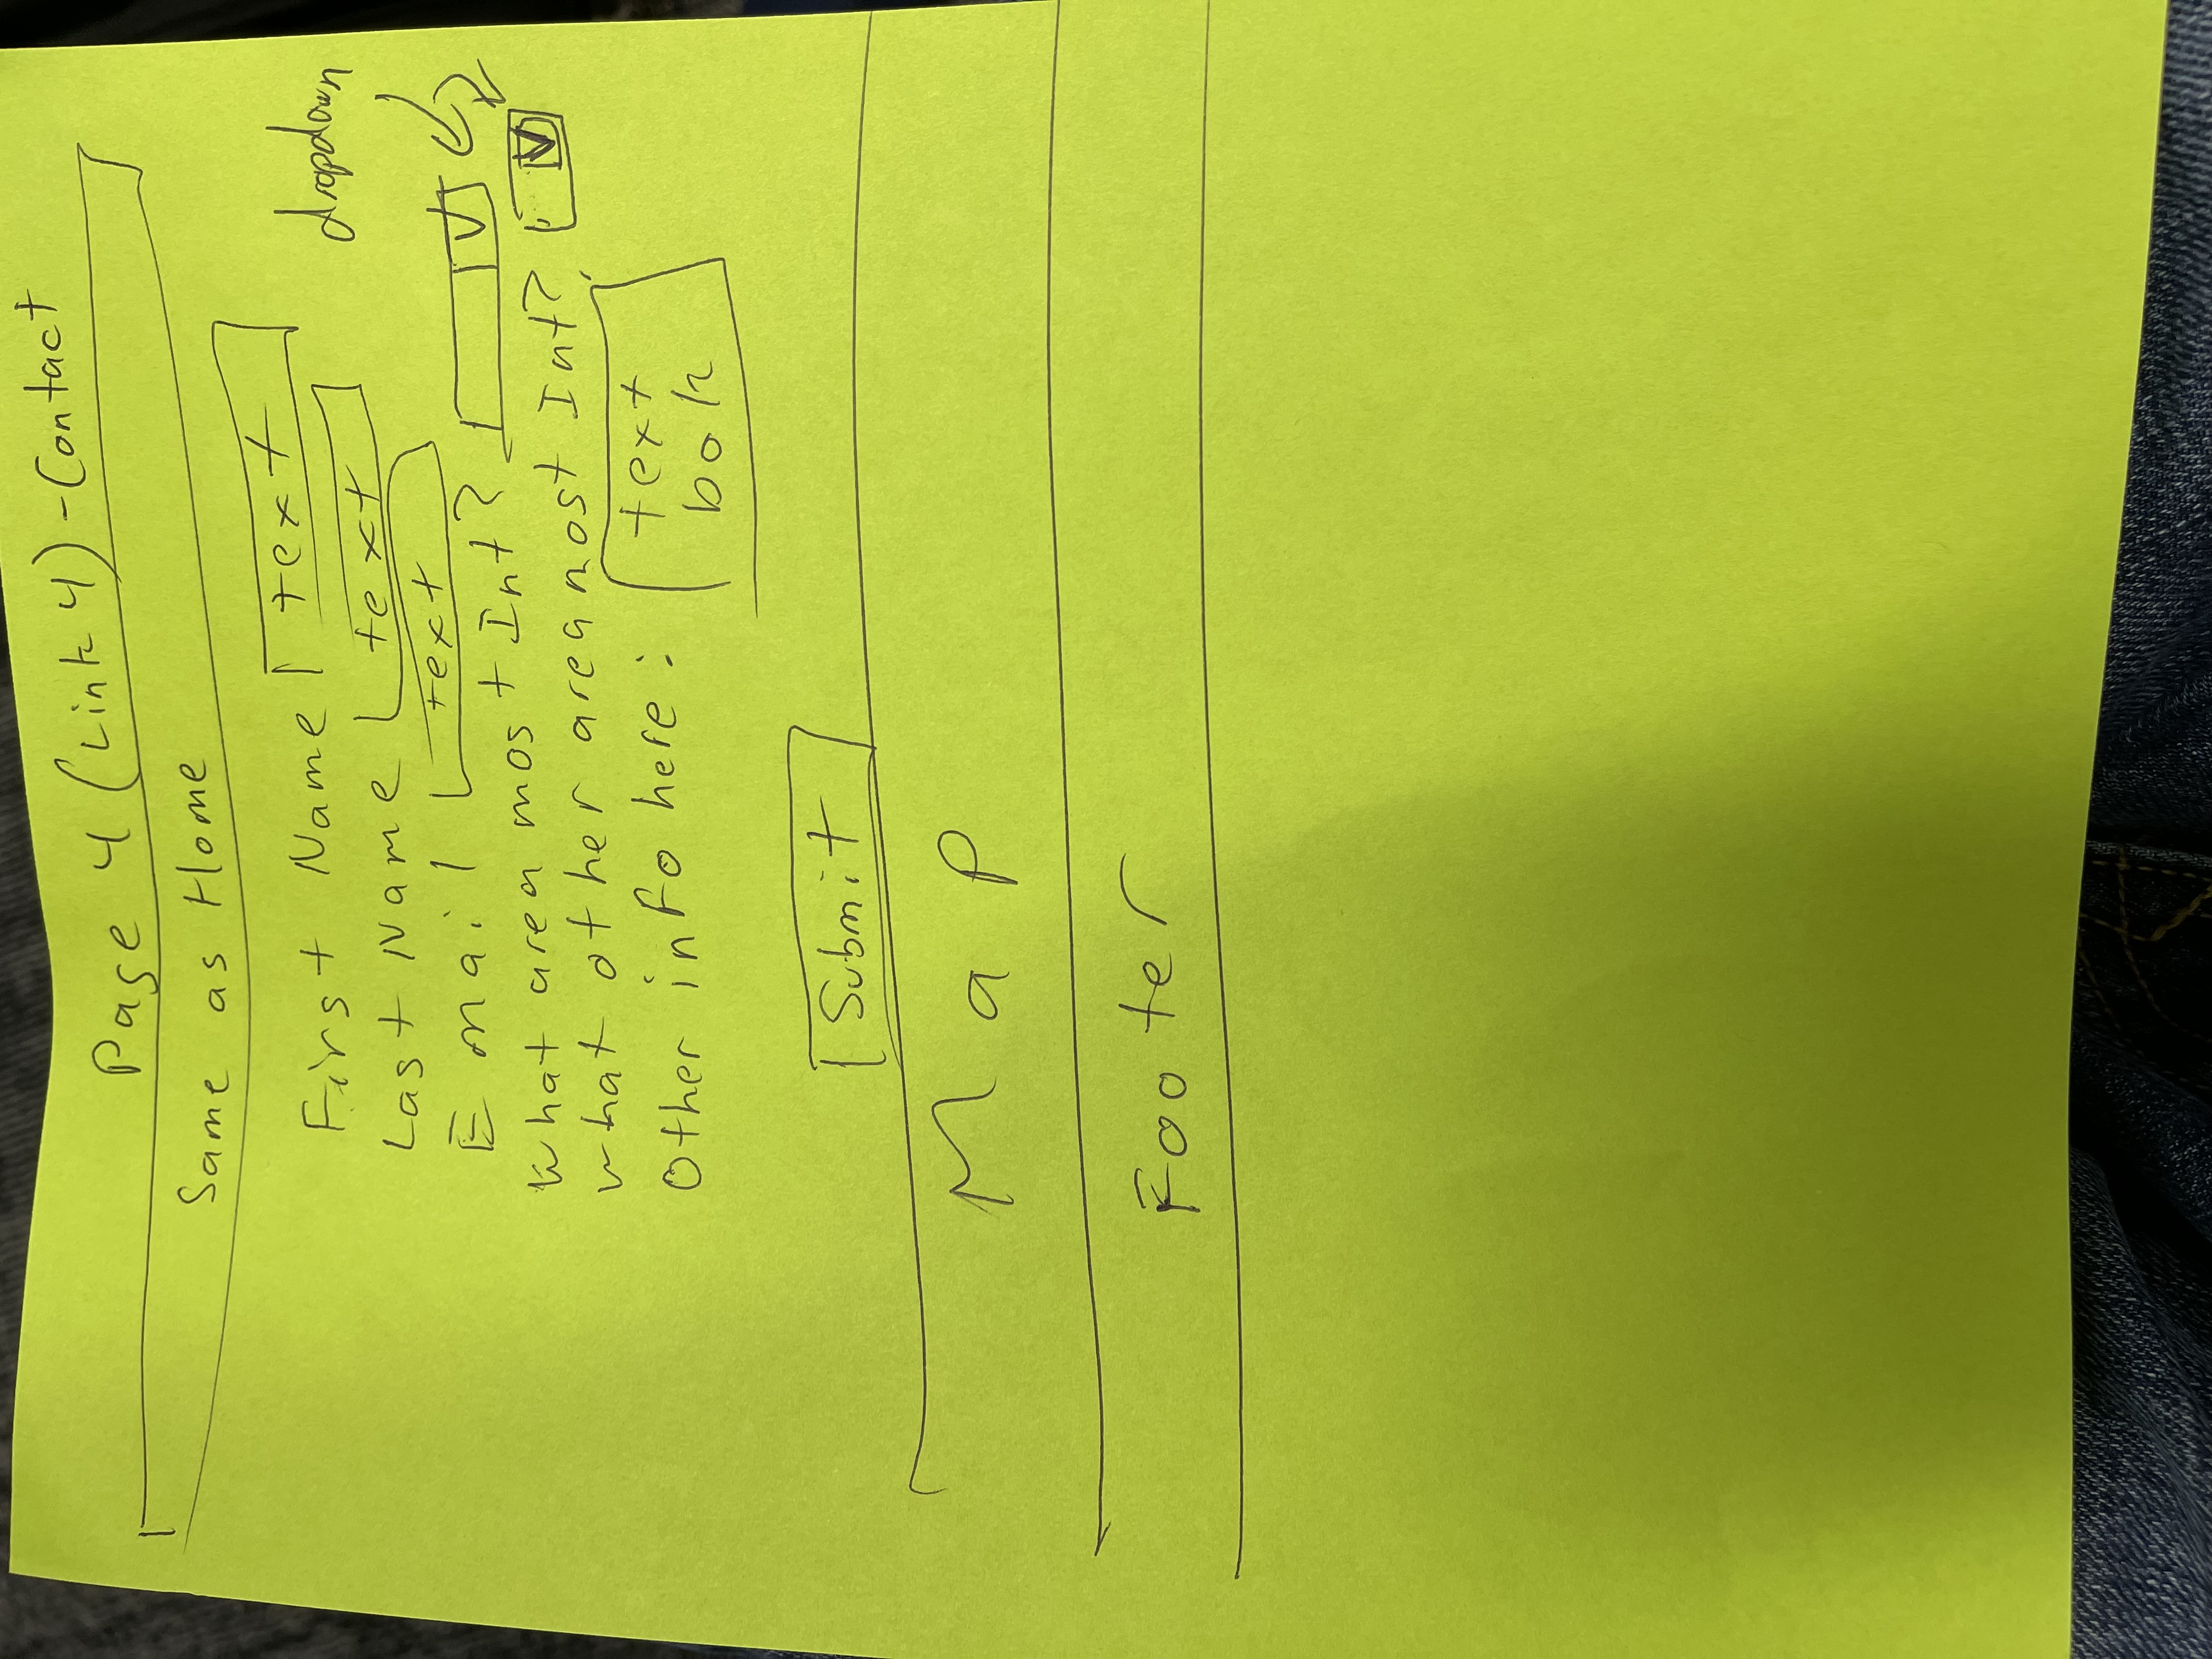 Page 4 (Link 4) - Contact
Same as Home
First Name text
dropdown
Last Name text
Email text
What area most Int?
What other area most Int?
Other info here: text
box
Submit
Map
Footer